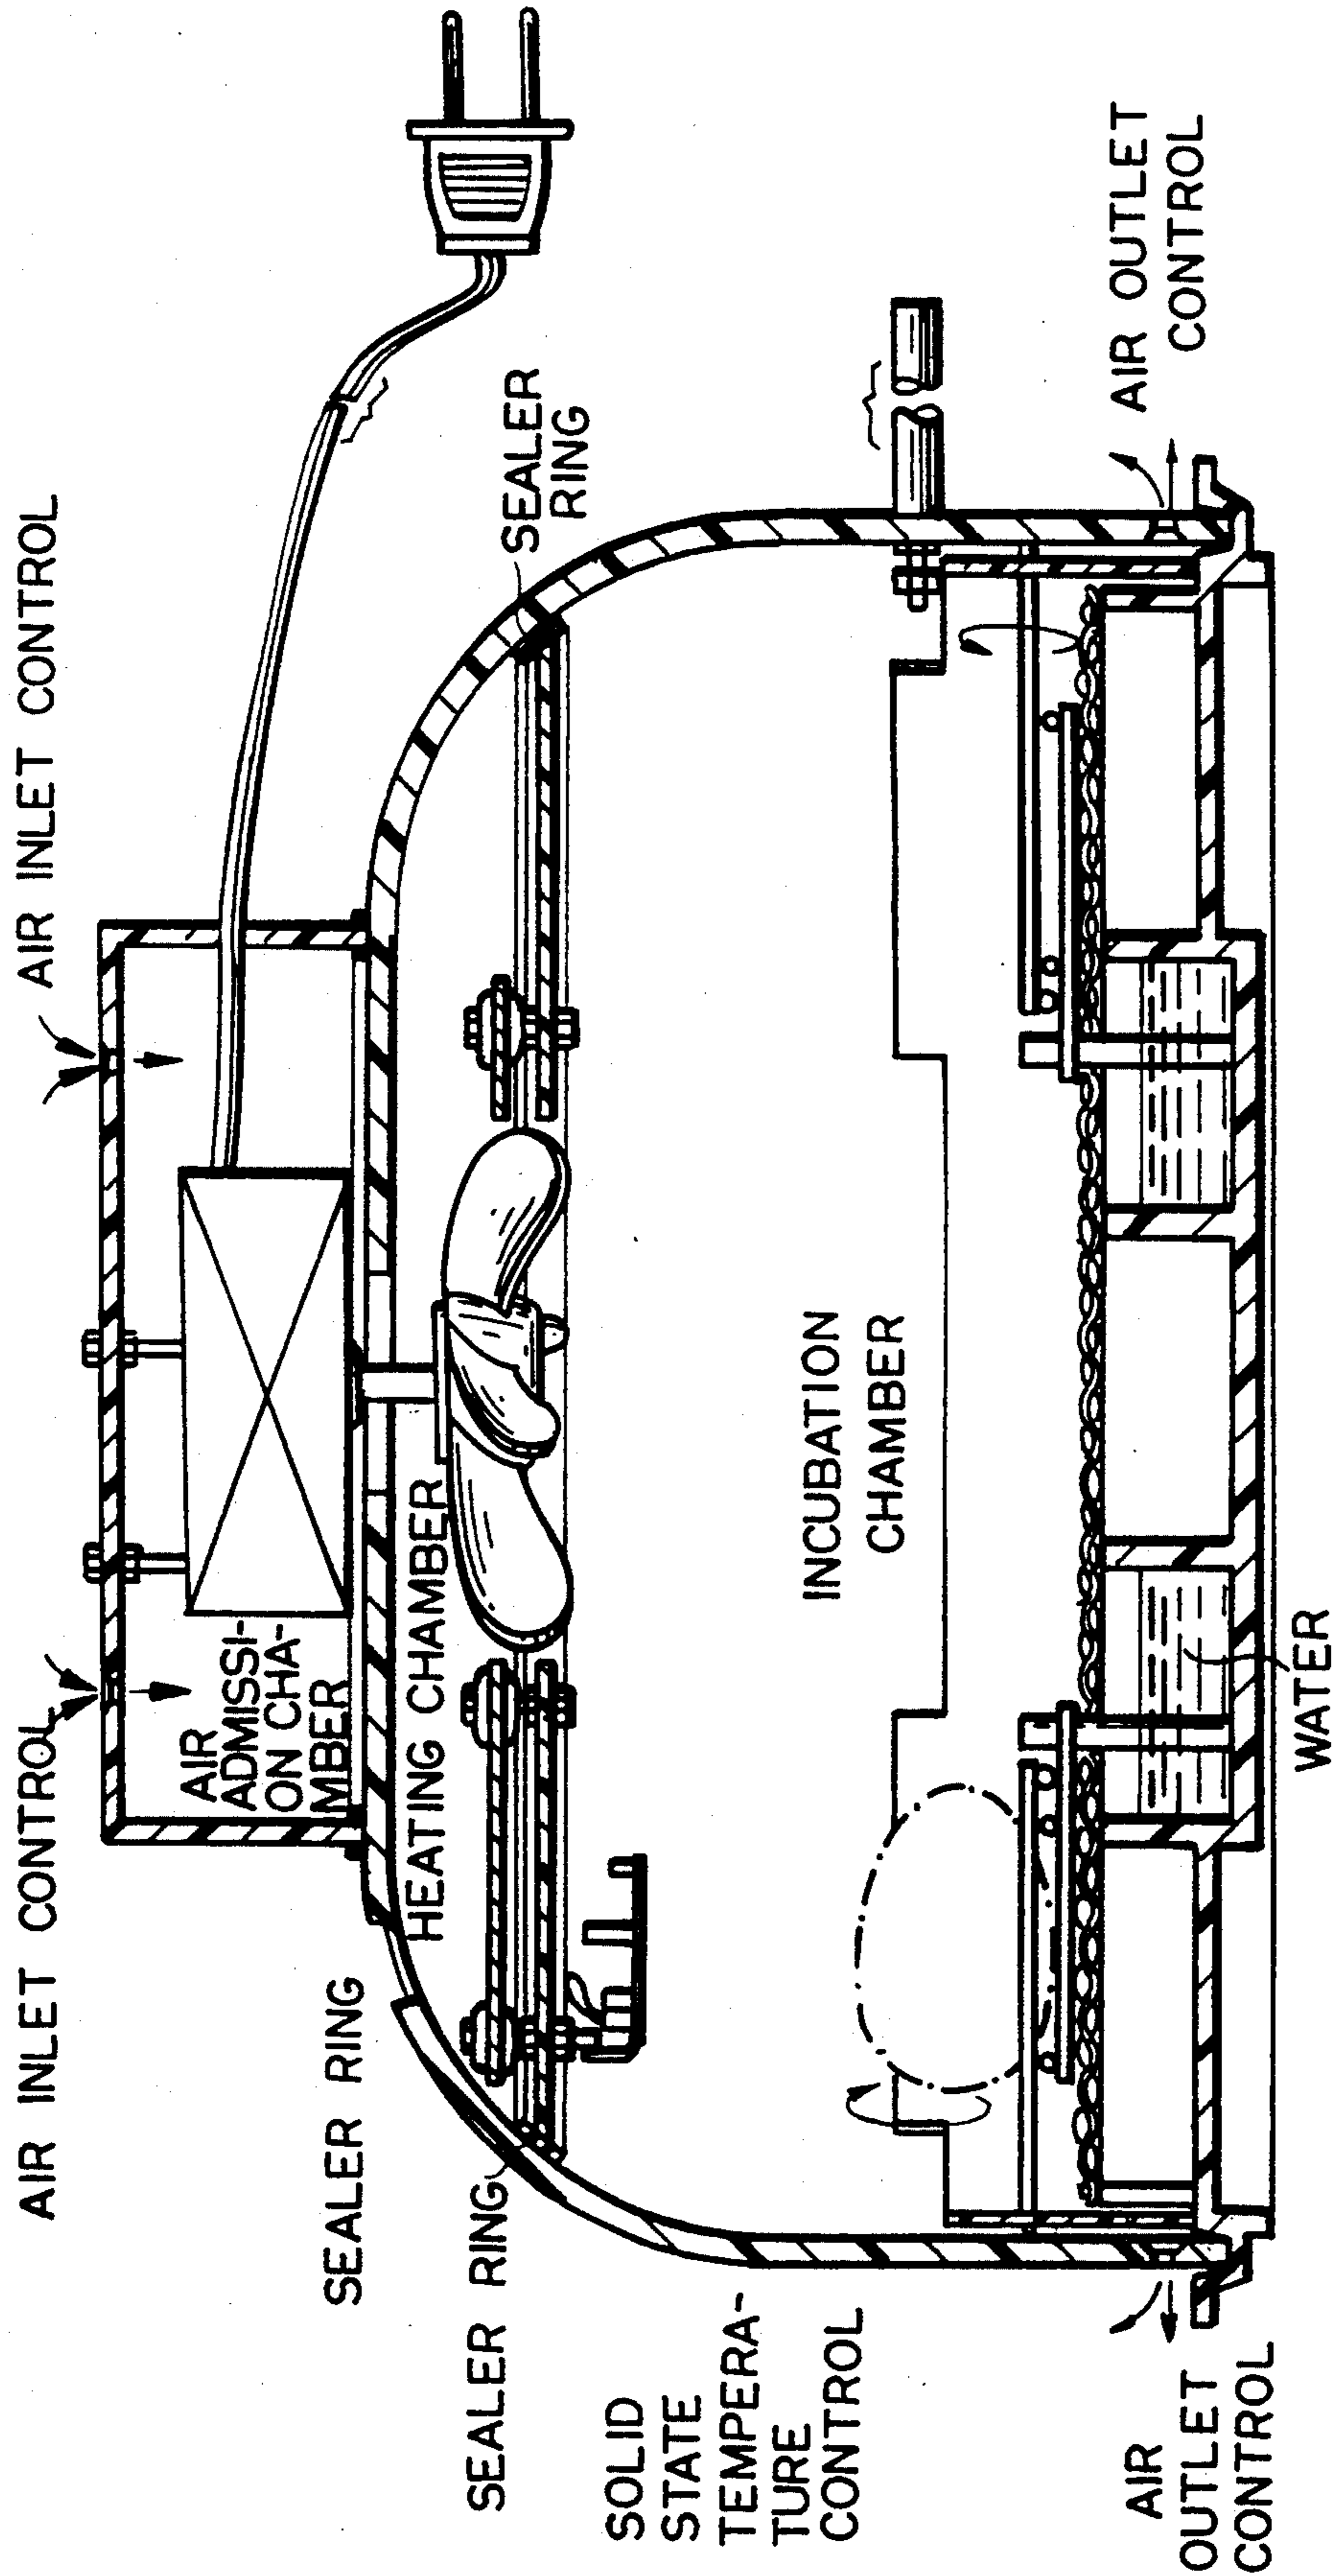 AIR INLET CONTROL
AIR INLET CONTROL
AIR
ADMISSI-
ON CHA-
MBER
SEALER RING
HEATING CHAMBER
SEALER RING
SEALER
RING
SOLID
STATE
TEMPERA-
TURE
CONTROL
INCUBATION
CHAMBER
AIR
OUTLET
CONTROL
WATER
AIR OUTLET
CONTROL